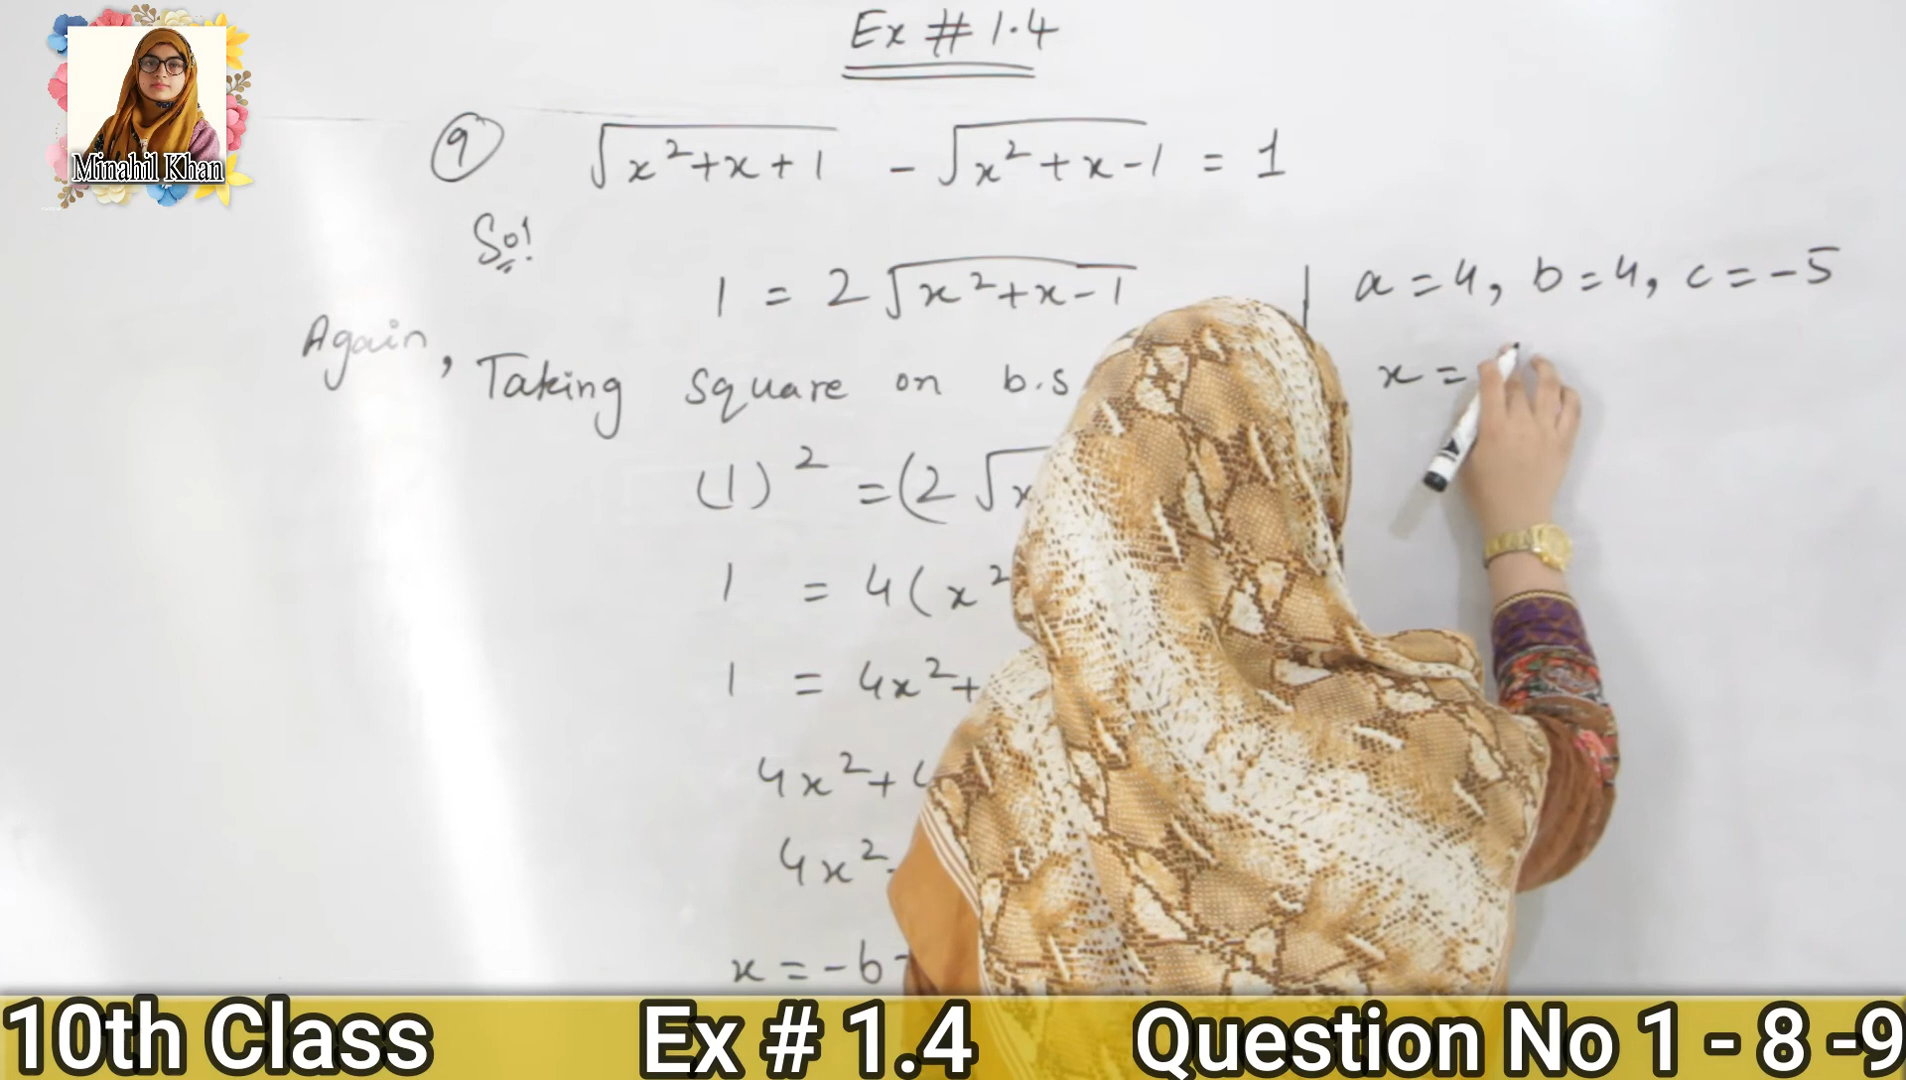 Minahil Khan
Ex # 1.4
9 √x²+x+1 - √x²+x-1 = 1
Sol
1 = 2√x²+x-1
Again, Taking square on b.s
(1)² = (2√x
1 = 4(x²
1 = 4x²+
4x²+
4x²
x = -b
a = 4, b = 4, c = -5
x =
10th Class Ex # 1.4 Question No 1 - 8 -9